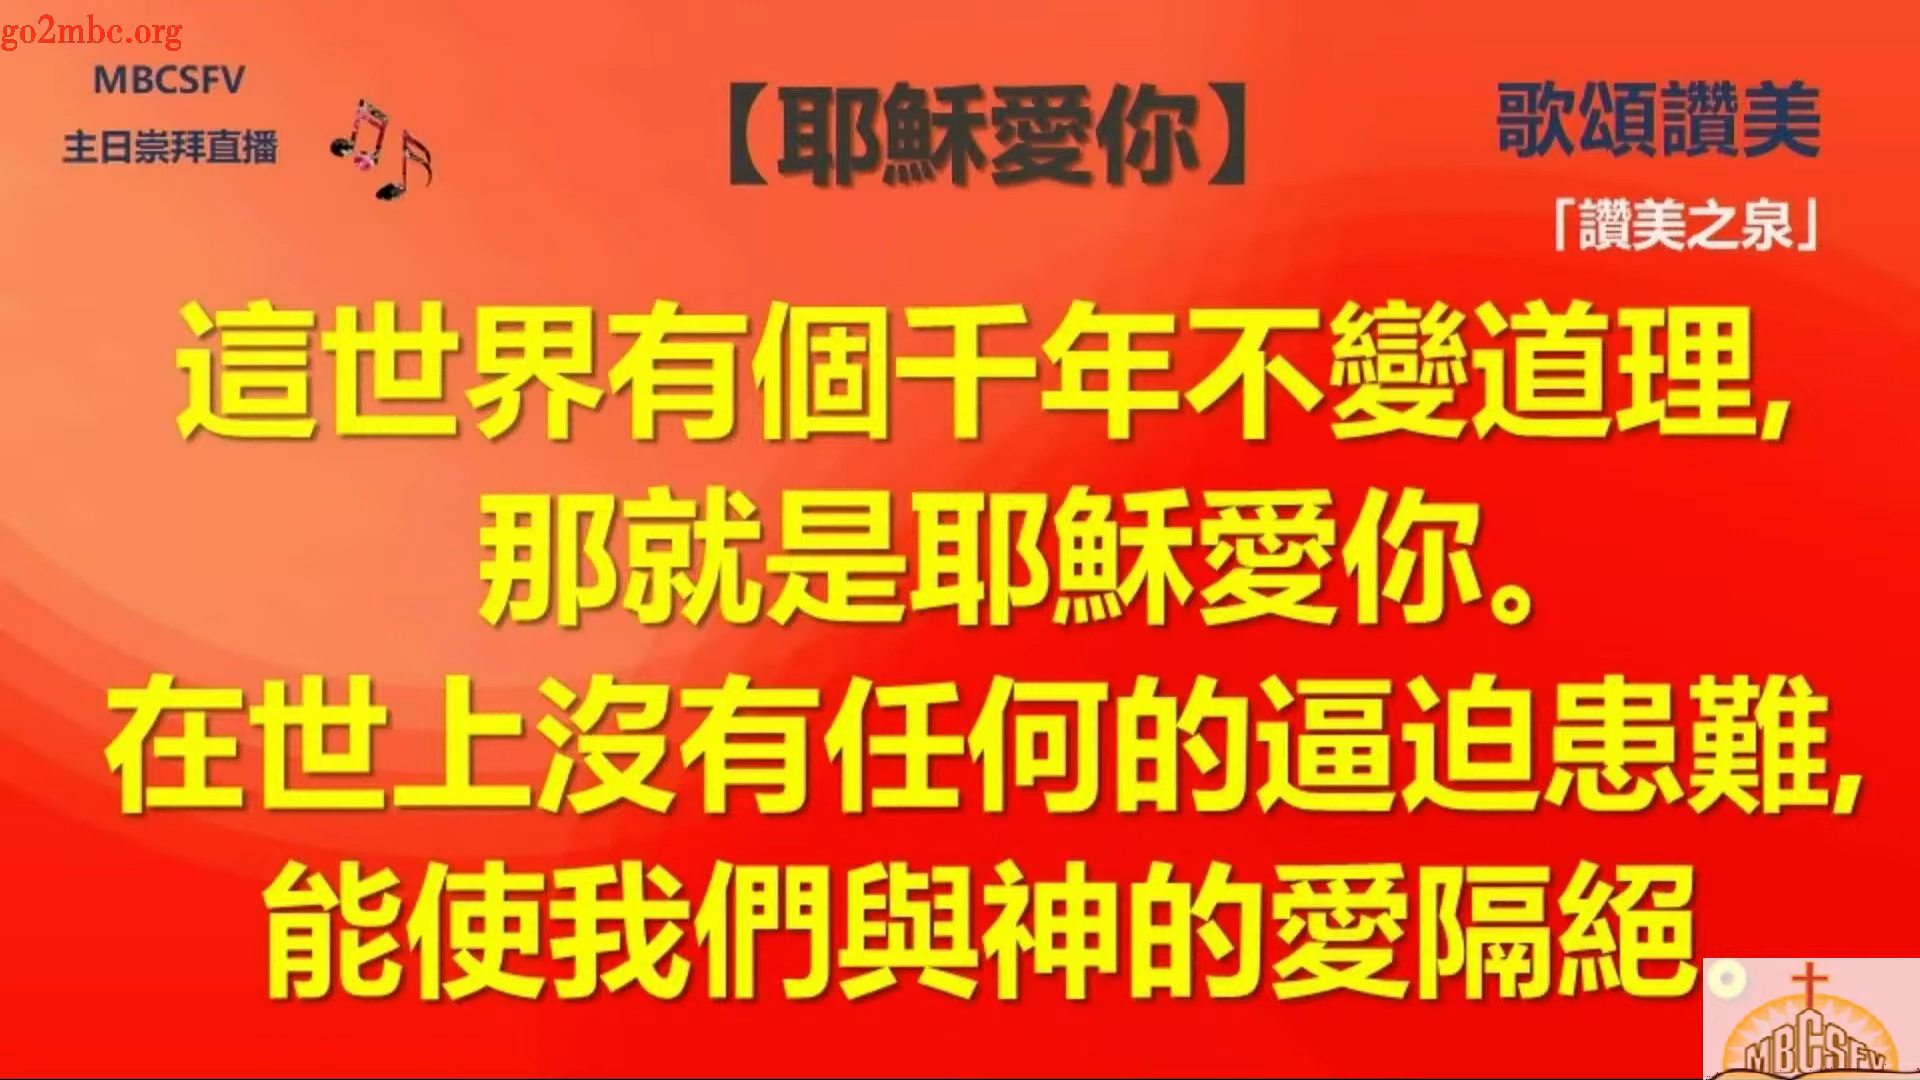 go2mbc.org
MBCSFV
主日崇拜直播
【耶穌愛你】
歌頌讚美
「讚美之泉」
這世界有個千年不變道理,
那就是耶穌愛你。
在世上沒有任何的逼迫患難,
能使我們與神的愛隔絕。
MBCSFV